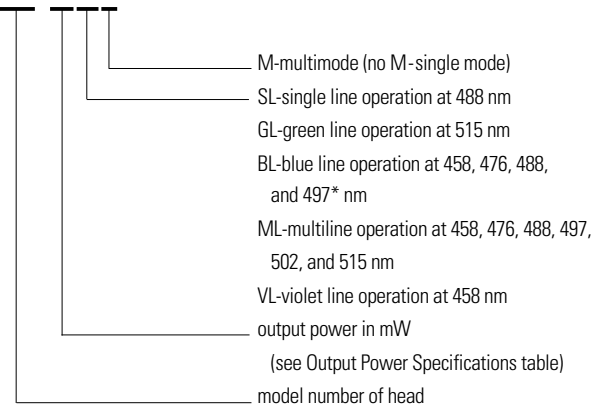 M-multimode (no M-single mode)
SL-single line operation at 488 nm
GL-green line operation at 515 nm
BL-blue line operation at 458, 476, 488,
and 497* nm
ML-multiline operation at 458, 476, 488, 497,
502, and 515 nm
VL-violet line operation at 458 nm
output power in mW
(see Output Power Specifications table)
model number of head